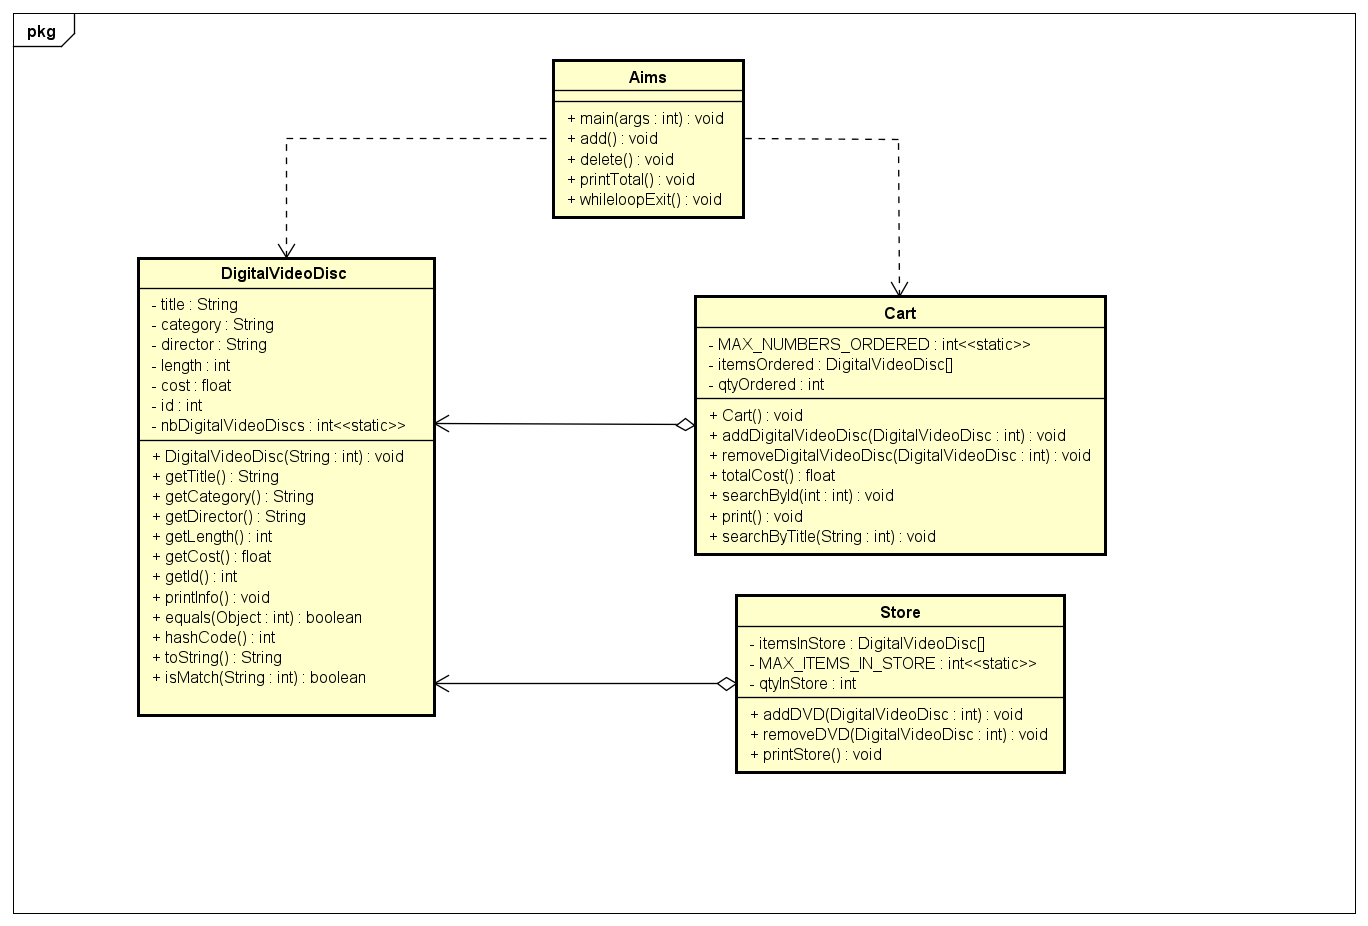 pkg
Aims
+ main(args : int) : void
+ add() : void
+ delete() : void
+ printTotal() : void
+ whileloopExit() : void
DigitalVideoDisc
- title : String
- category : String
- director : String
- length : int
- cost : float
- id : int
- nbDigitalVideoDiscs : int<<static>>
+ DigitalVideoDisc(String : int) : void
+ getTitle() : String
+ getCategory() : String
+ getDirector() : String
+ getLength() : int
+ getCost() : float
+ getId() : int
+ printInfo() : void
+ equals(Object : int) : boolean
+ hashCode() : int
+ toString() : String
+ isMatch(String : int) : boolean
Cart
- MAX_NUMBERS_ORDERED : int<<static>>
- itemsOrdered : DigitalVideoDisc[]
- qtyOrdered : int
+ Cart() : void
+ addDigitalVideoDisc(DigitalVideoDisc : int) : void
+ removeDigitalVideoDisc(DigitalVideoDisc : int) : void
+ totalCost() : float
+ searchById(int : int) : void
+ print() : void
+ searchByTitle(String : int) : void
Store
- itemsInStore : DigitalVideoDisc[]
- MAX_ITEMS_IN_STORE : int<<static>>
- qtyInStore : int
+ addDVD(DigitalVideoDisc : int) : void
+ removeDVD(DigitalVideoDisc : int) : void
+ printStore() : void